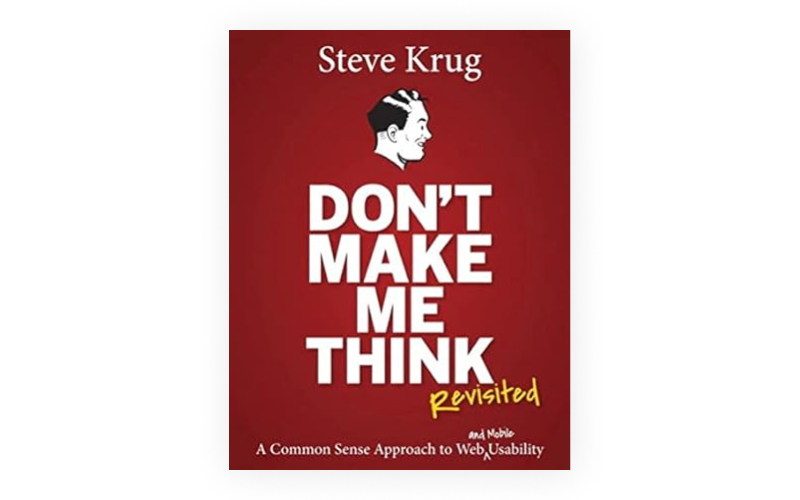 Steve Krug
DON'T
MAKE
ME
THINK
Revisited
and Mobile
A Common Sense Approach to Web Usability